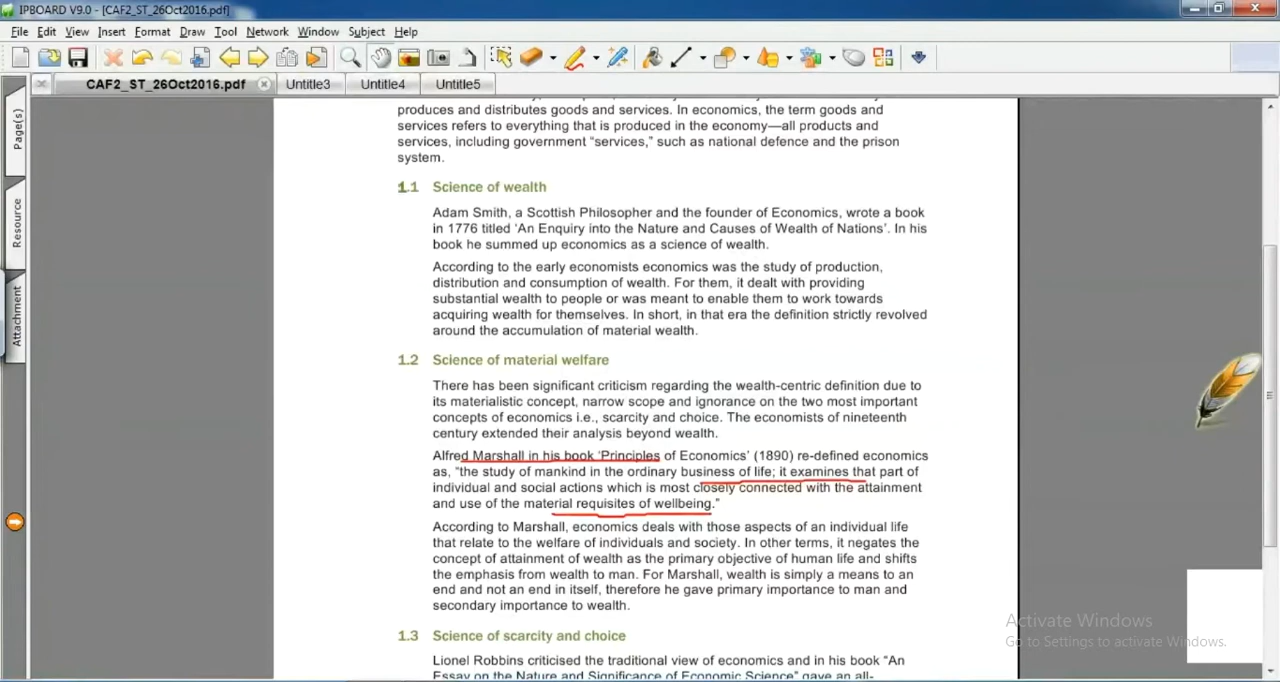 IPBOARD V9.0 - [CAF2_ST_26Oct2016.pdf]
File Edit View Insert Format Draw Tool Network Window Subject Help
CAF2_ST_26Oct2016.pdf Untitle3 Untitle4 Untitle5
Page(s)
Resource
Attachment
produces and distributes goods and services. In economics, the term goods and
services refers to everything that is produced in the economy—all products and
services, including government “services,” such as national defence and the prison
system.
1.1 Science of wealth
Adam Smith, a Scottish Philosopher and the founder of Economics, wrote a book
in 1776 titled ‘An Enquiry into the Nature and Causes of Wealth of Nations’. In his
book he summed up economics as a science of wealth.
According to the early economists economics was the study of production,
distribution and consumption of wealth. For them, it dealt with providing
substantial wealth to people or was meant to enable them to work towards
acquiring wealth for themselves. In short, in that era the definition strictly revolved
around the accumulation of material wealth.
1.2 Science of material welfare
There has been significant criticism regarding the wealth-centric definition due to
its materialistic concept, narrow scope and ignorance on the two most important
concepts of economics i.e., scarcity and choice. The economists of nineteenth
century extended their analysis beyond wealth.
Alfred Marshall in his book ‘Principles of Economics’ (1890) re-defined economics
as, “the study of mankind in the ordinary business of life; it examines that part of
individual and social actions which is most closely connected with the attainment
and use of the material requisites of wellbeing.”
According to Marshall, economics deals with those aspects of an individual life
that relate to the welfare of individuals and society. In other terms, it negates the
concept of attainment of wealth as the primary objective of human life and shifts
the emphasis from wealth to man. For Marshall, wealth is simply a means to an
end and not an end in itself, therefore he gave primary importance to man and
secondary importance to wealth.
1.3 Science of scarcity and choice
Lionel Robbins criticised the traditional view of economics and in his book “An
Essay on the Nature and Significance of Economic Science” gave an all-
Activate Windows
Go to Settings to activate Windows.